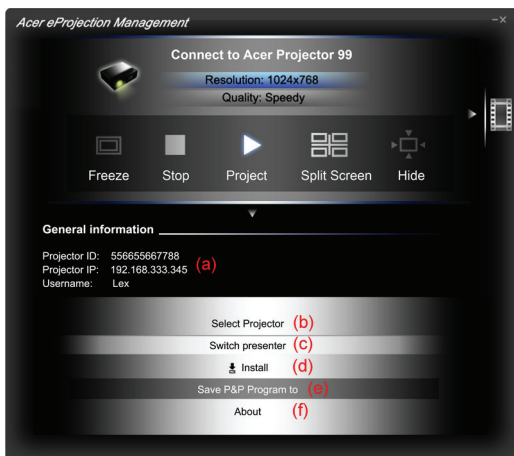 Acer eProjection Management
Connect to Acer Projector 99
Resolution: 1024x768
Quality: Speedy
Freeze Stop Project Split Screen Hide
General information
Projector ID: 556655667788
Projector IP: 192.168.333.345 (a)
Username: Lex
Select Projector (b)
Switch presenter (c)
Install (d)
Save P&P Program to (e)
About (f)